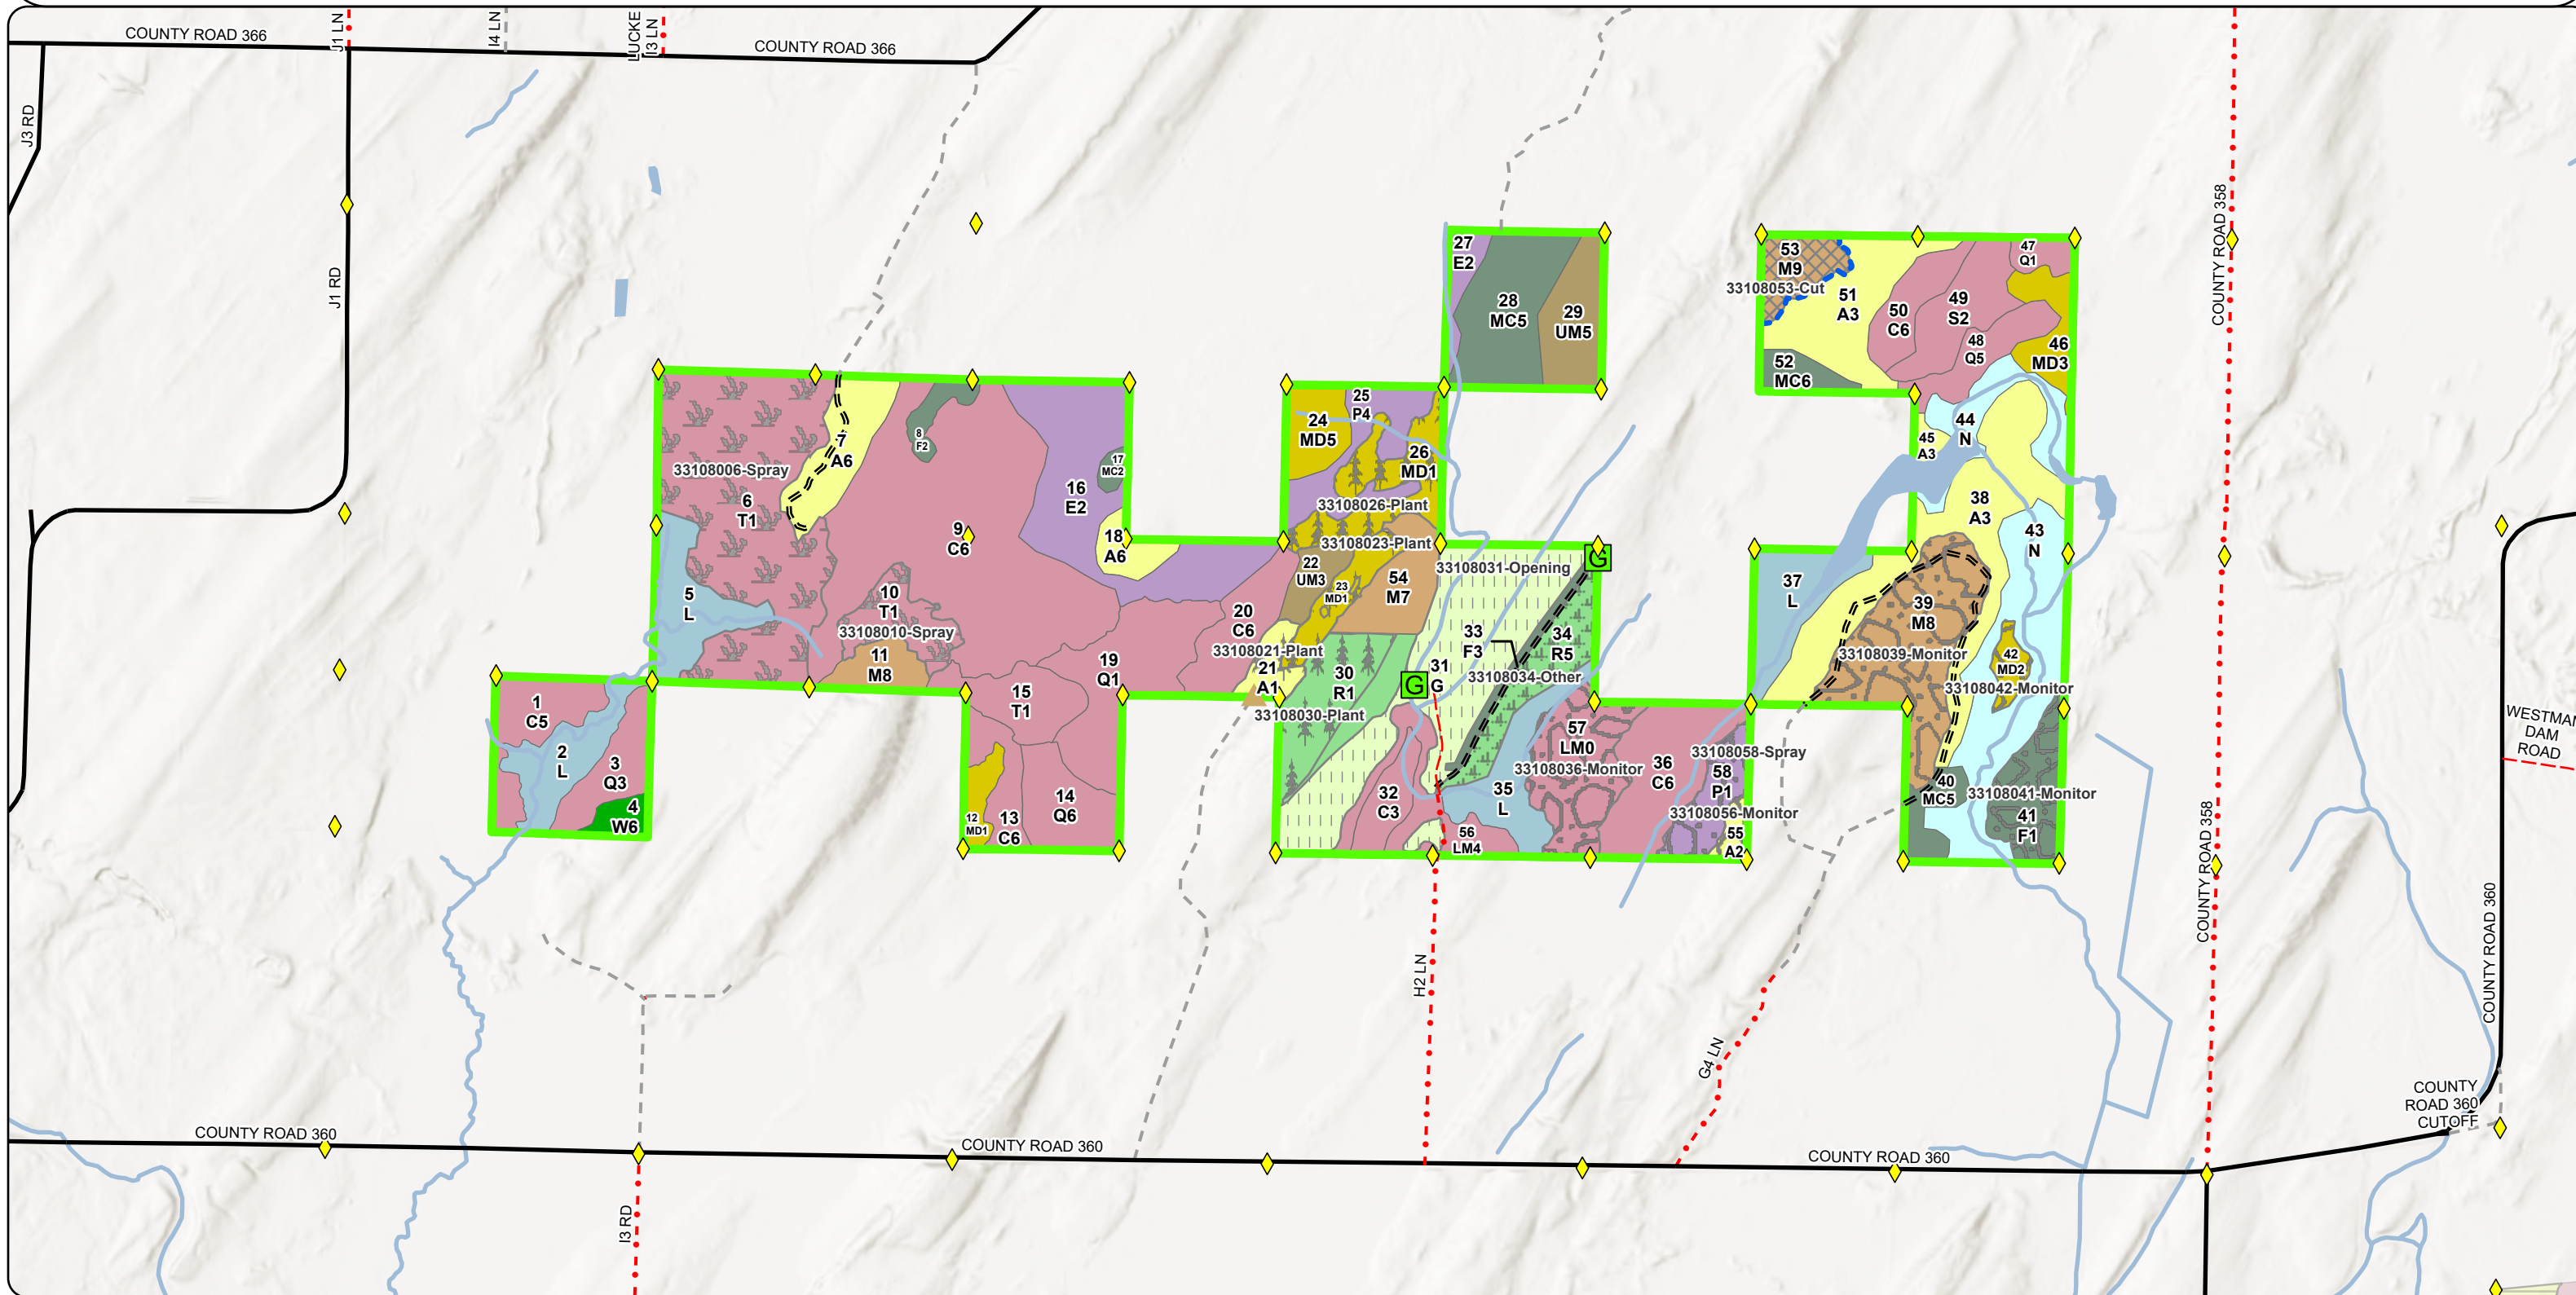 COUNTY ROAD 366
J1 LN
I4 LN
LUCKE
I3 LN
COUNTY ROAD 366
J3 RD
J1 RD
COUNTY ROAD 358
27
E2
28
MC5
29
UM5
53
M9
33108053-Cut
51
A3
50
C6
49
S2
47
Q1
48
Q5
46
MD3
52
MC6
33108006-Spray
6
T1
7
A6
8
F2
9
C6
16
E2
17
MC2
18
A6
24
MD5
25
P4
26
MD1
33108026-Plant
33108023-Plant
22
UM3
23
MD1
54
M7
33108031-Opening
G
44
N
45
A3
38
A3
43
N
37
L
39
M8
33108039-Monitor
42
MD2
33108042-Monitor
5
L
10
T1
33108010-Spray
11
M8
20
C6
33108021-Plant
21
A1
19
Q1
15
T1
30
R1
33108030-Plant
G
31
G
33
F3
34
R5
33108034-Other
1
C5
2
L
3
Q3
4
W6
12
MD1
13
C6
14
Q6
32
C3
56
LM4
35
L
57
LM0
33108036-Monitor
36
C6
33108058-Spray
58
P1
33108056-Monitor
55
A2
40
MC5
33108041-Monitor
41
F1
WESTMAN
DAM
ROAD
COUNTY ROAD 358
COUNTY ROAD 360
H2 LN
G4 LN
COUNTY
ROAD 360
CUTOFF
COUNTY ROAD 360
COUNTY ROAD 360
COUNTY ROAD 360
I3 RD